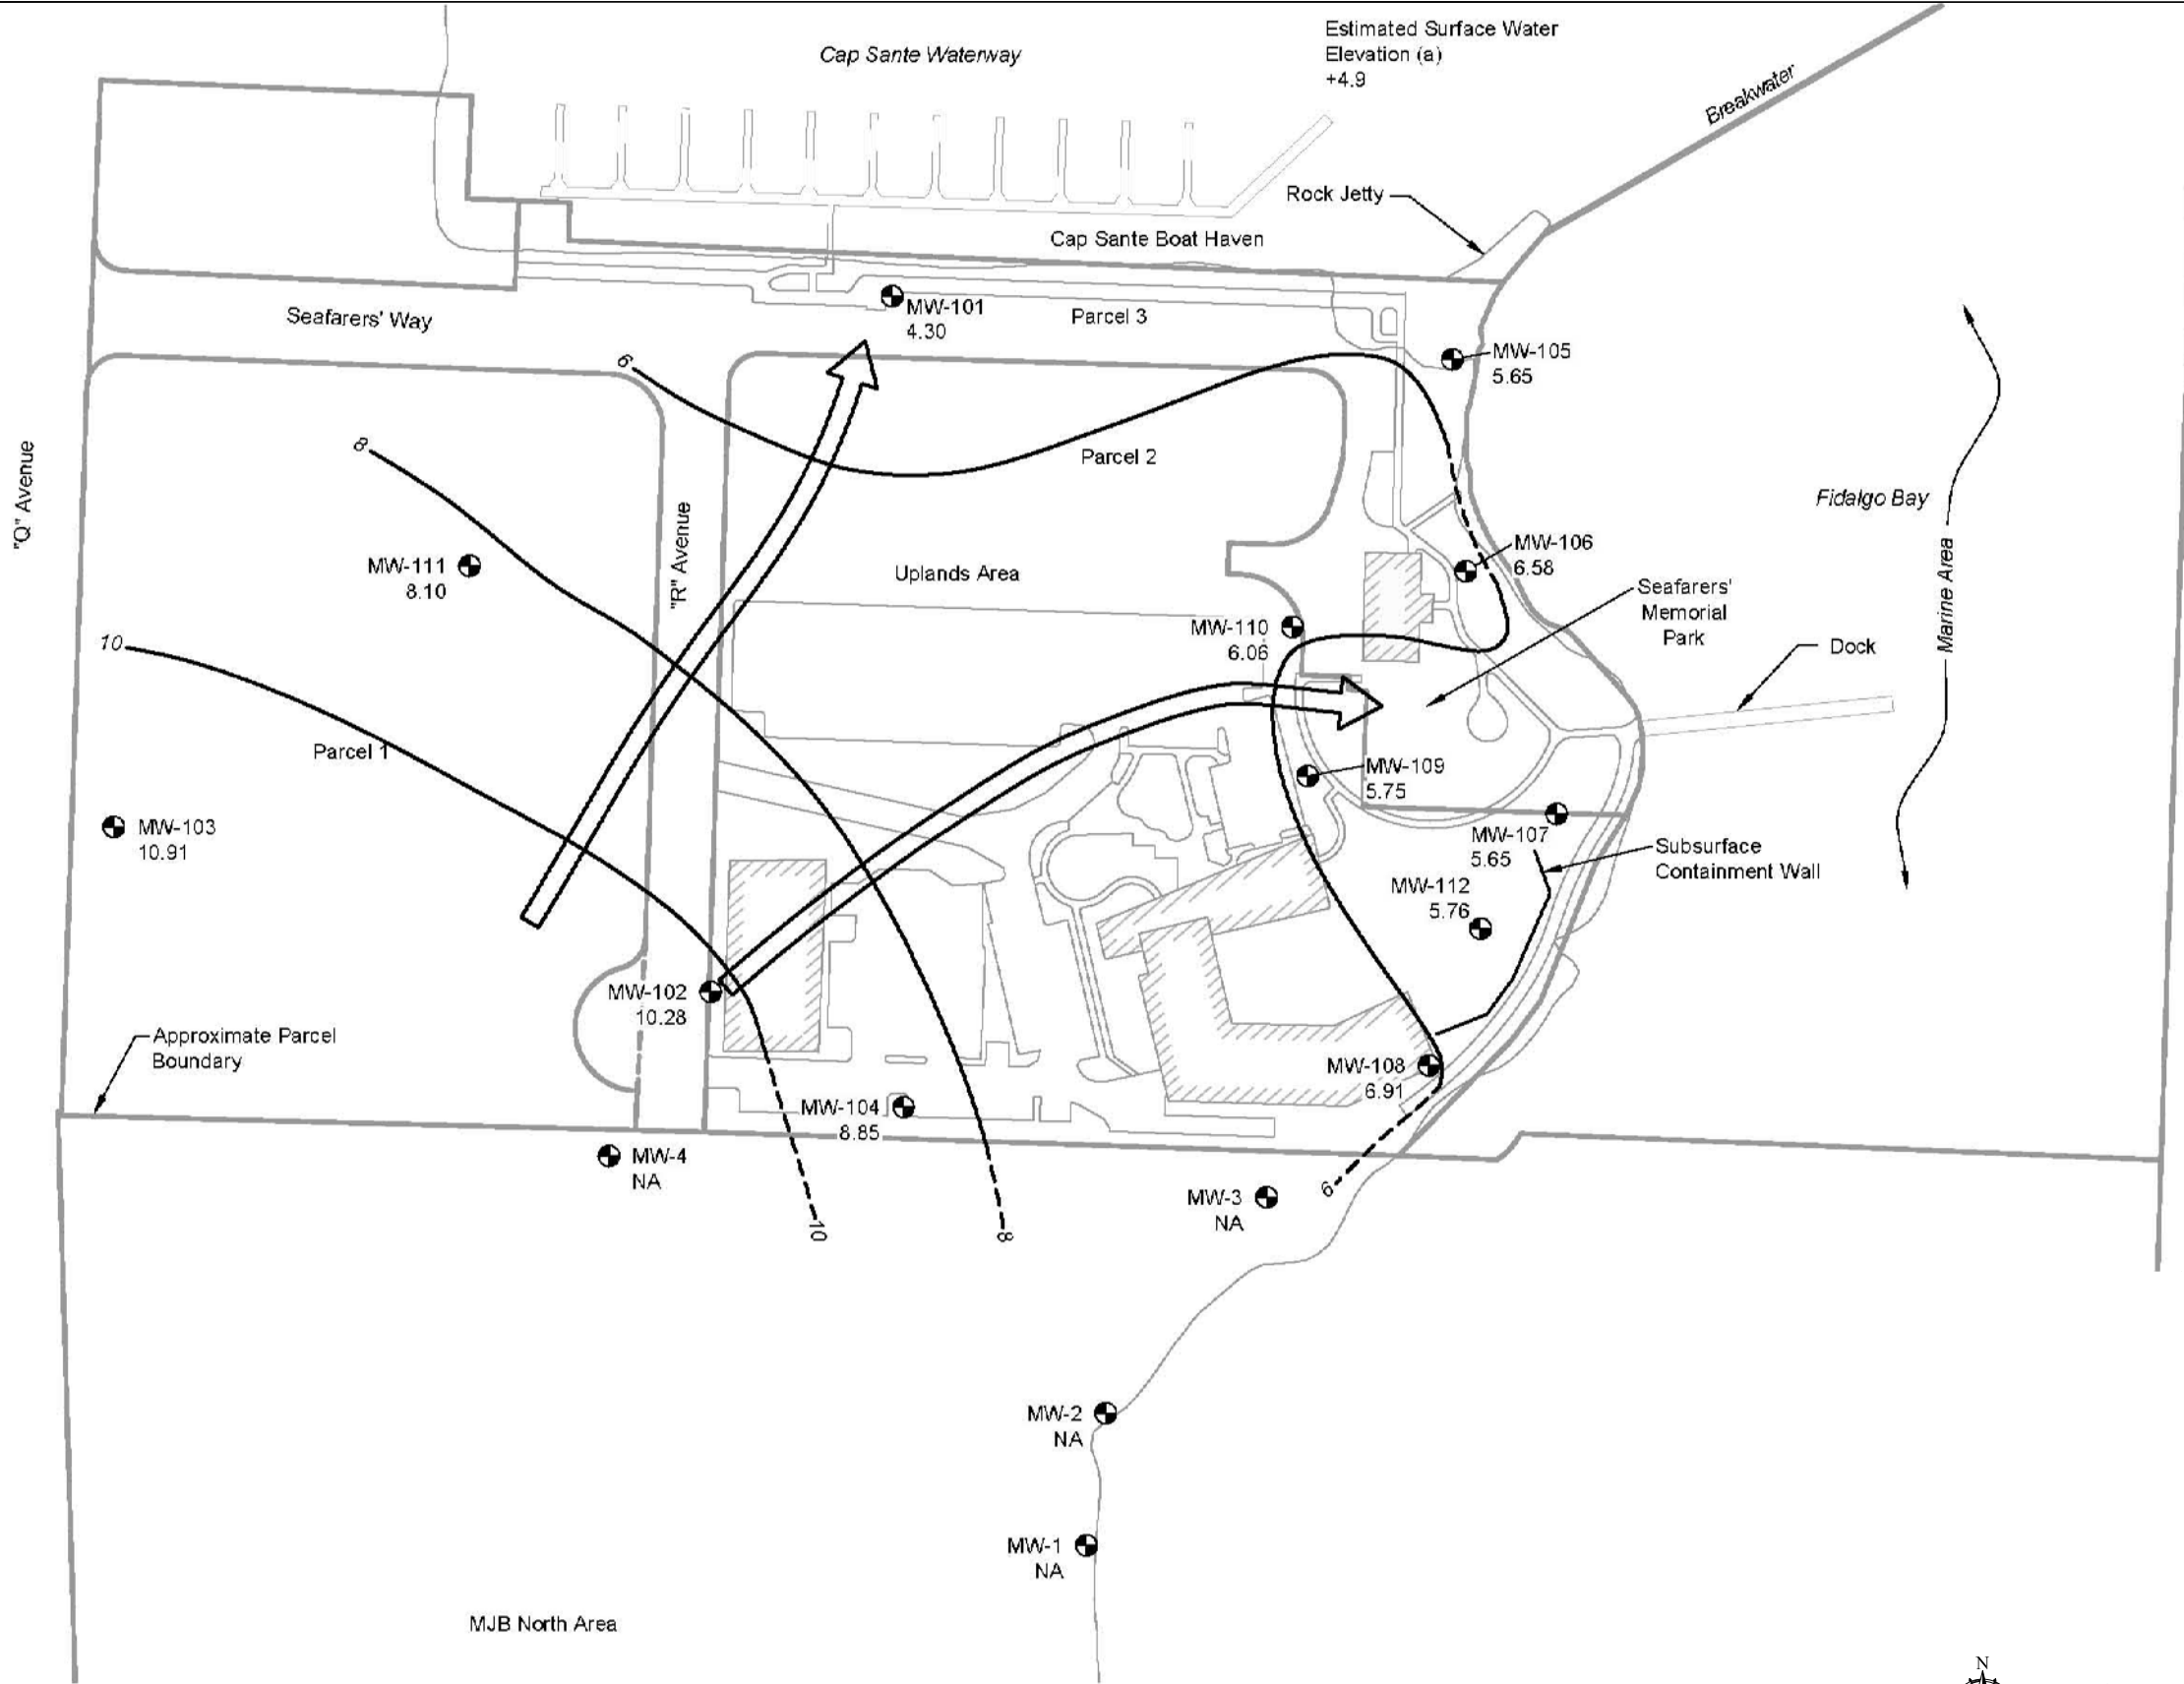 Estimated Surface Water
Elevation (a)
+4.9
Cap Sante Waterway
Breakwater
Rock Jetty
Cap Sante Boat Haven
MW-101
4.30
Parcel 3
Seafarers' Way
6
MW-105
5.65
8
Parcel 2
"Q" Avenue
"R" Avenue
Fidalgo Bay
Marine Area
MW-111
8.10
Uplands Area
MW-106
6.58
Seafarers'
Memorial
Park
MW-110
6.06
10
Dock
Parcel 1
MW-109
5.75
MW-103
10.91
MW-107
5.65
Subsurface
Containment Wall
MW-112
5.76
MW-102
10.28
Approximate Parcel
Boundary
MW-108
6.91
MW-104
8.85
MW-4
NA
MW-3
NA
6
10
8
MW-2
NA
MW-1
NA
MJB North Area
N